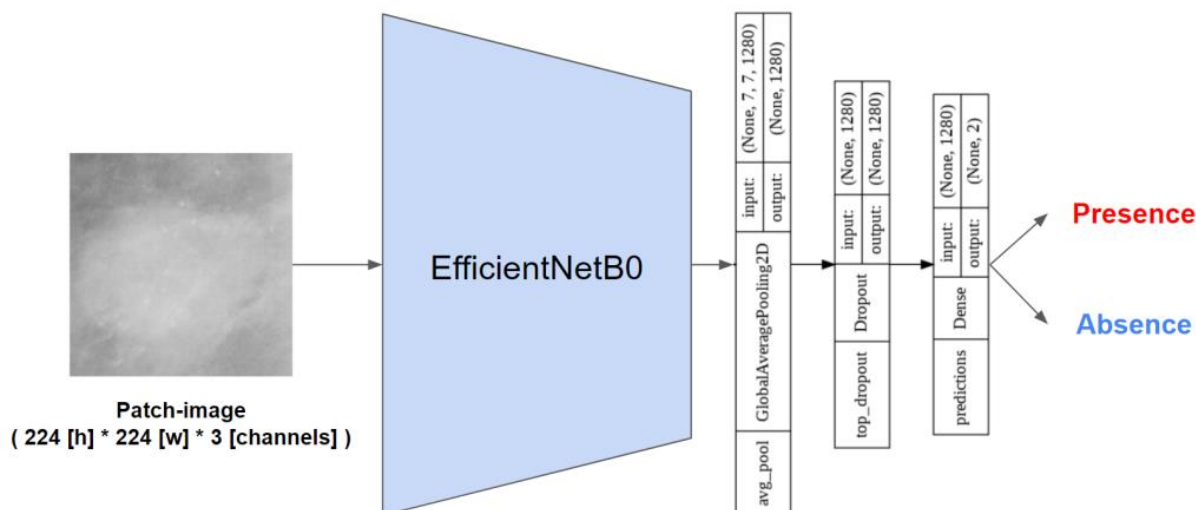 Patch-image
( 224 [h] * 224 [w] * 3 [channels] )
EfficientNetB0
avg_pool
GlobalAveragePooling2D
input:
output:
(None, 7, 7, 1280)
(None, 1280)
top_dropout
Dropout
input:
output:
(None, 1280)
(None, 1280)
predictions
Dense
input:
output:
(None, 1280)
(None, 2)
Presence
Absence